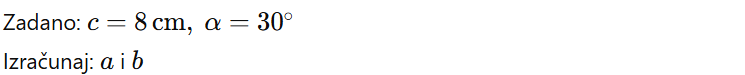 Zadano: c = 8 cm, α = 30°
Izračunaj: a i b